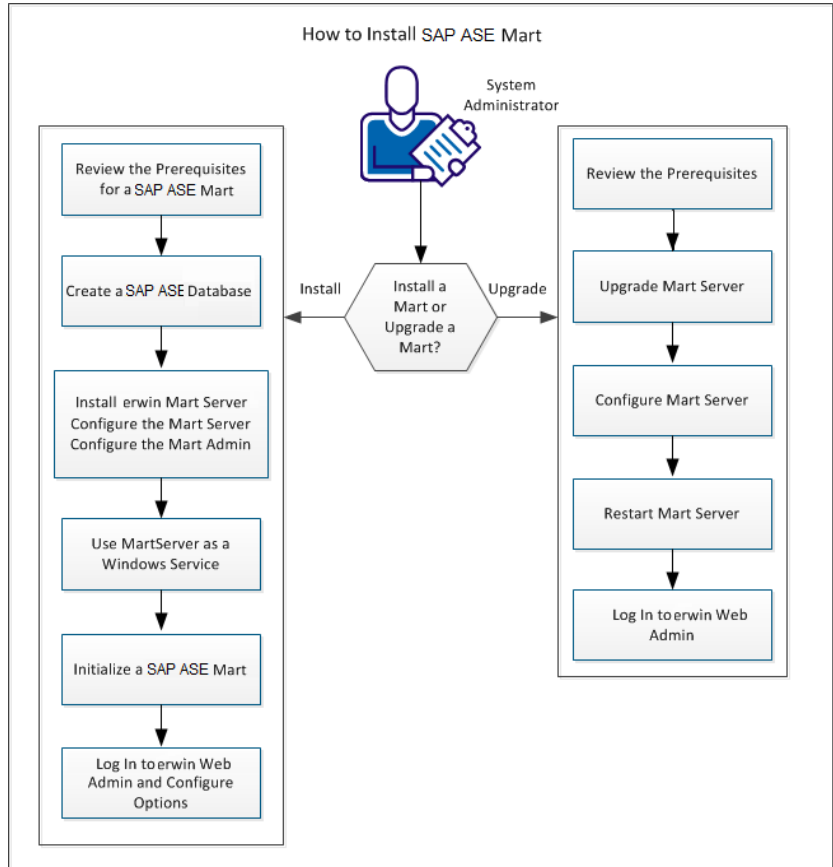 How to Install SAP ASE Mart
System
Administrator
Install a
Mart or
Upgrade a
Mart?
Install
Upgrade
Review the Prerequisites
for a SAP ASE Mart
Create a SAP ASE Database
Install erwin Mart Server
Configure the Mart Server
Configure the Mart Admin
Use MartServer as a
Windows Service
Initialize a SAP ASE Mart
Log In to erwin Web
Admin and Configure
Options
Review the Prerequisites
Upgrade Mart Server
Configure Mart Server
Restart Mart Server
Log In to erwin Web
Admin